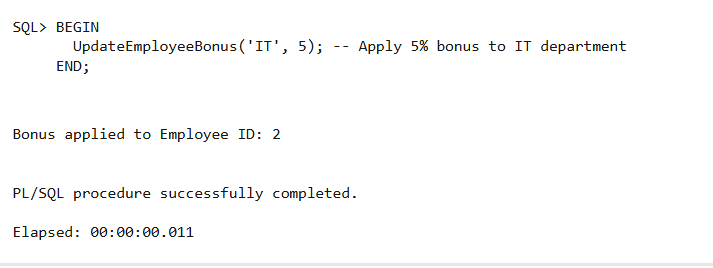 SQL> BEGIN
UpdateEmployeeBonus('IT', 5); -- Apply 5% bonus to IT department
END;
Bonus applied to Employee ID: 2
PL/SQL procedure successfully completed.
Elapsed: 00:00:00.011